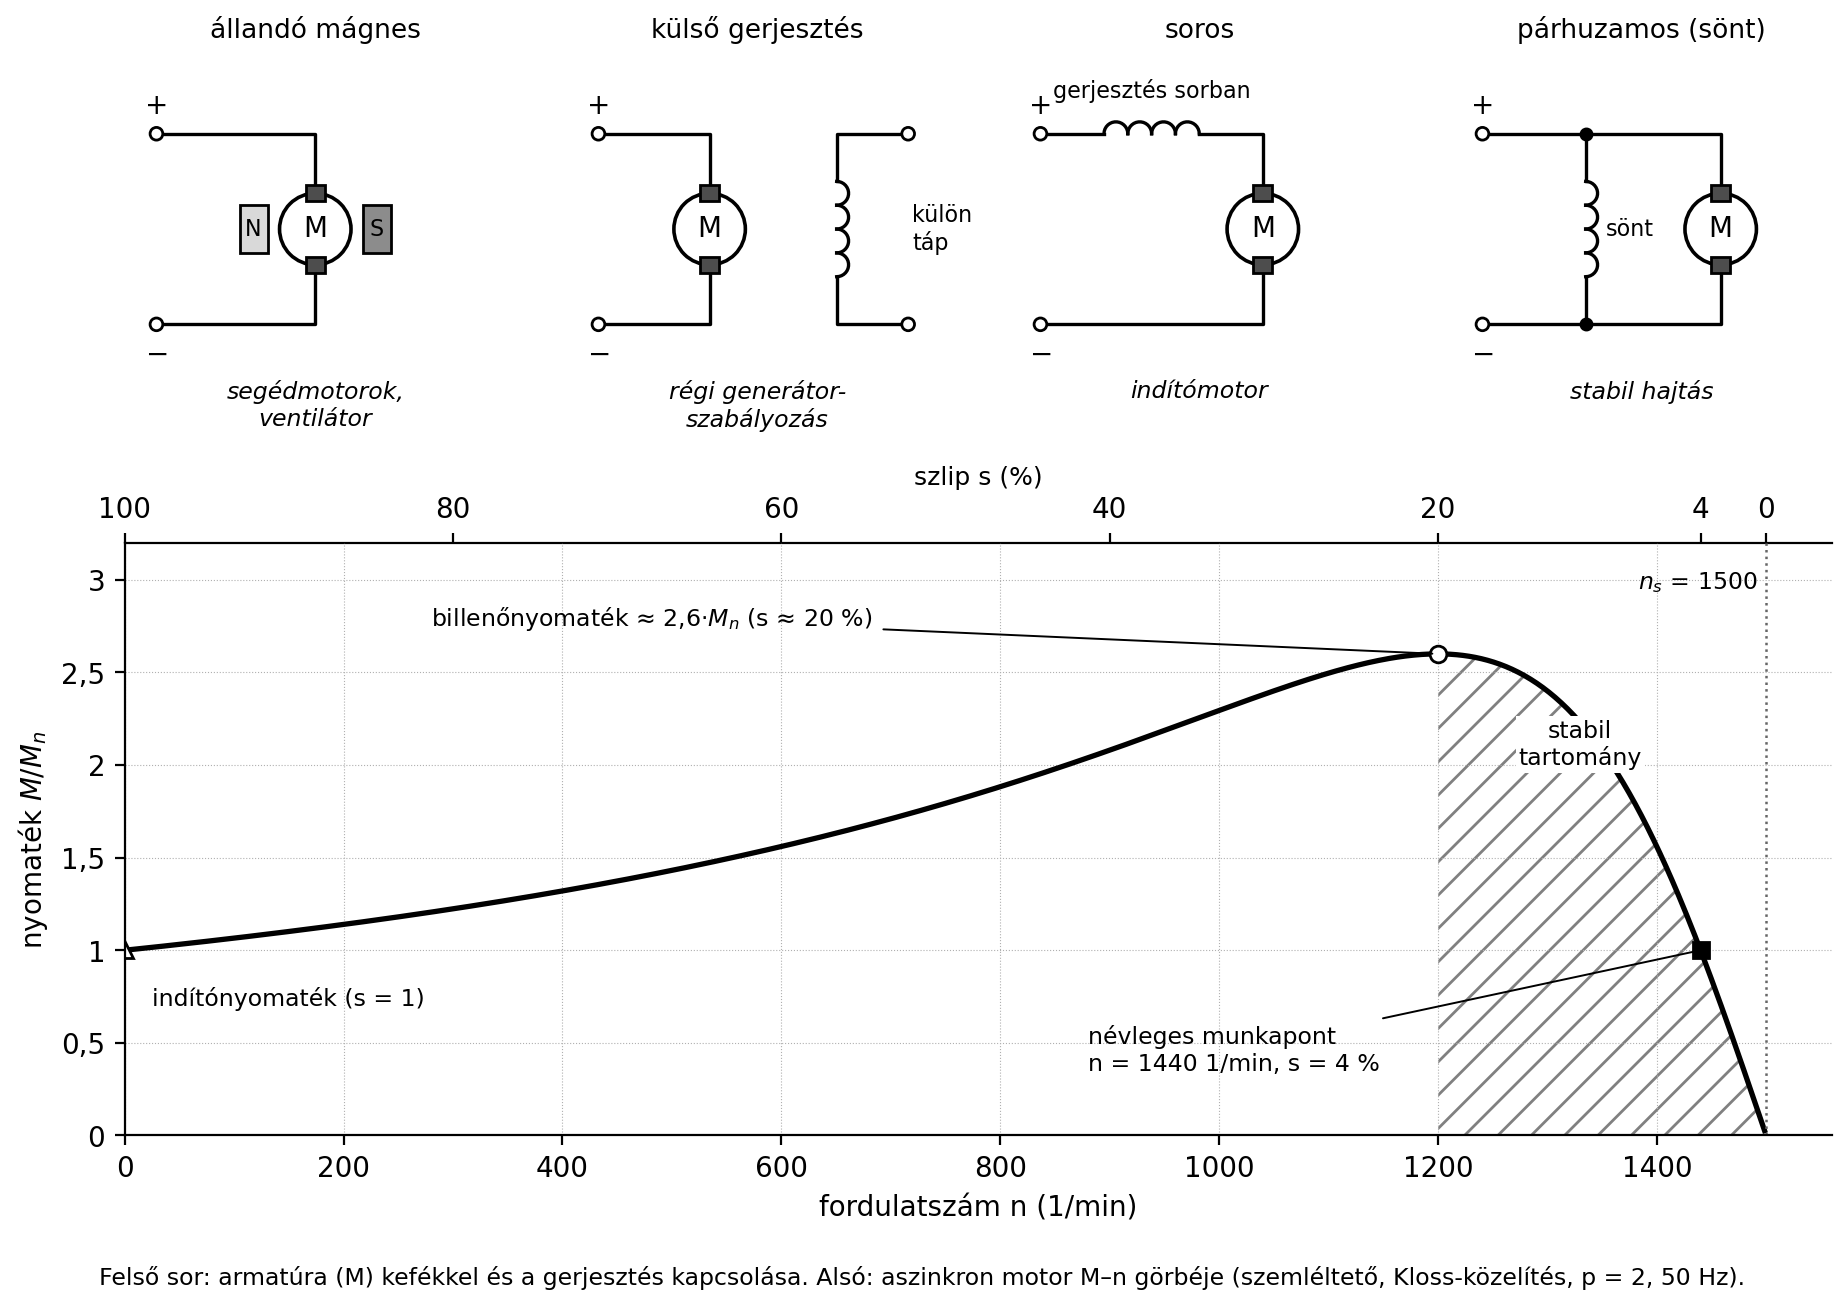 állandó mágnes
külső gerjesztés
soros
párhuzamos (sönt)
+
+
+
gerjesztés sorban
+
N
M
S
M
külön
táp
M
sönt
M
−
−
−
−
segédmotorok,
ventilátor
régi generátor-
szabályozás
indítómotor
stabil hajtás
szlip s (%)
100
80
60
40
20
4
0
nyomaték M/Mₙ
3
2,5
2
1,5
1
0,5
0
nₛ = 1500
billenőnyomaték ≈ 2,6·Mₙ (s ≈ 20 %)
stabil
tartomány
indítónyomaték (s = 1)
névleges munkapont
n = 1440 1/min, s = 4 %
0
200
400
600
800
1000
1200
1400
fordulatszám n (1/min)
Felső sor: armatúra (M) kefékkel és a gerjesztés kapcsolása. Alsó: aszinkron motor M–n görbéje (szemléltető, Kloss-közelítés, p = 2, 50 Hz).